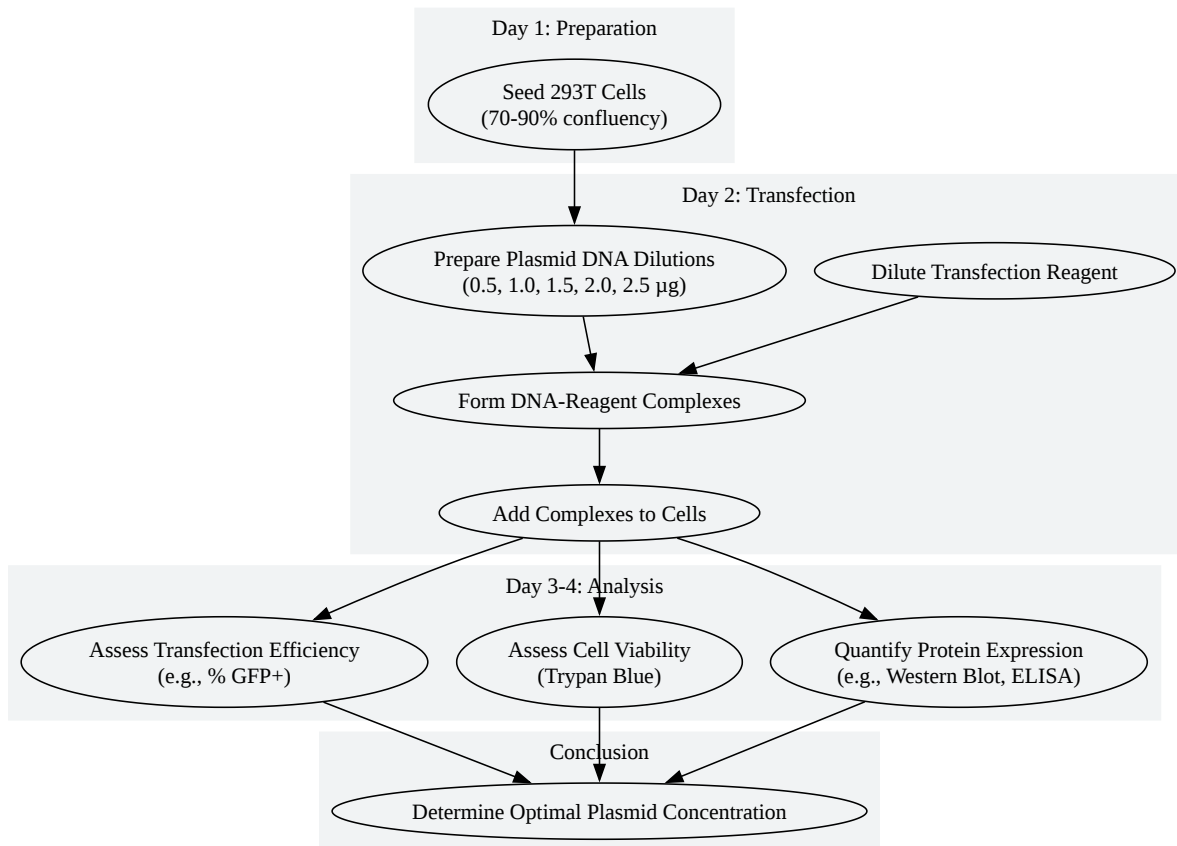 Day 1: Preparation
Seed 293T Cells
(70-90% confluency)
Day 2: Transfection
Prepare Plasmid DNA Dilutions
(0.5, 1.0, 1.5, 2.0, 2.5 µg)
Dilute Transfection Reagent
Form DNA-Reagent Complexes
Add Complexes to Cells
Day 3-4: Analysis
Assess Transfection Efficiency
(e.g., % GFP+)
Assess Cell Viability
(Trypan Blue)
Quantify Protein Expression
(e.g., Western Blot, ELISA)
Conclusion
Determine Optimal Plasmid Concentration